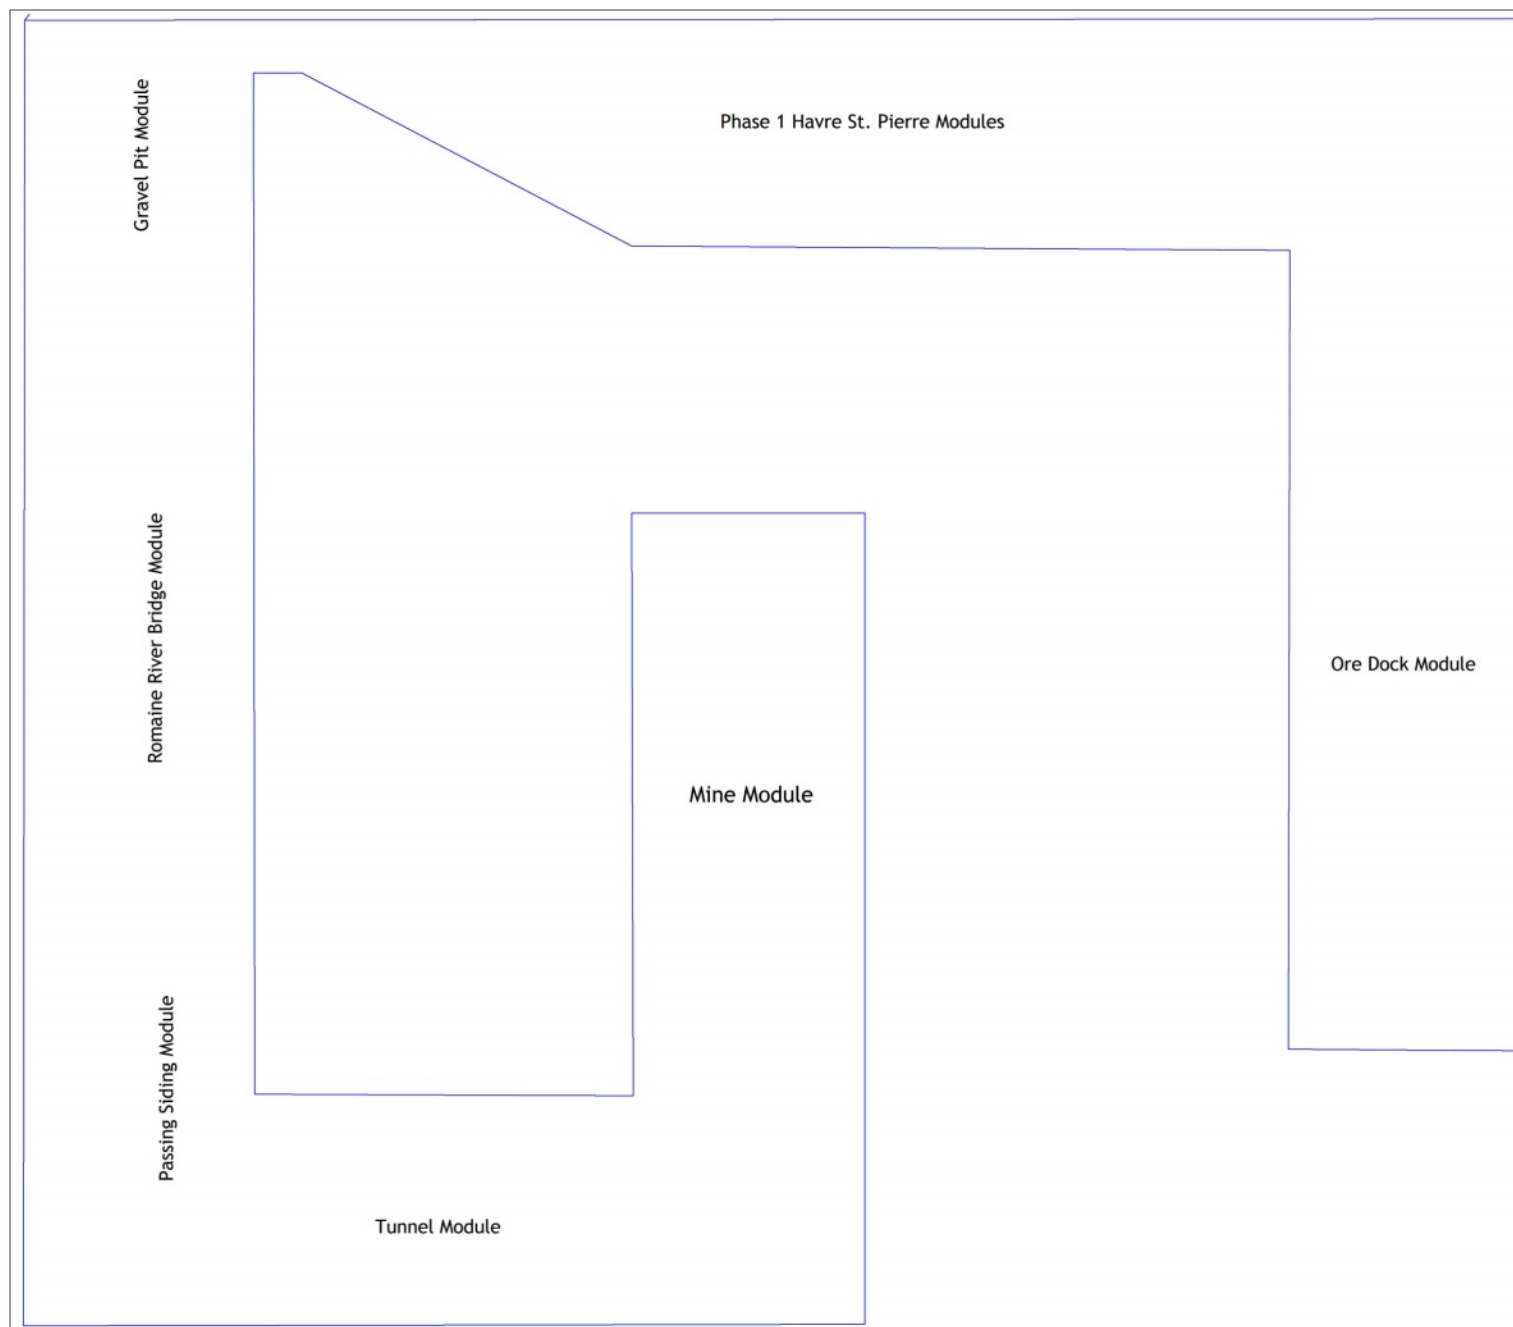 Gravel Pit Module
Phase 1 Havre St. Pierre Modules
Romaine River Bridge Module
Ore Dock Module
Mine Module
Passing Siding Module
Tunnel Module